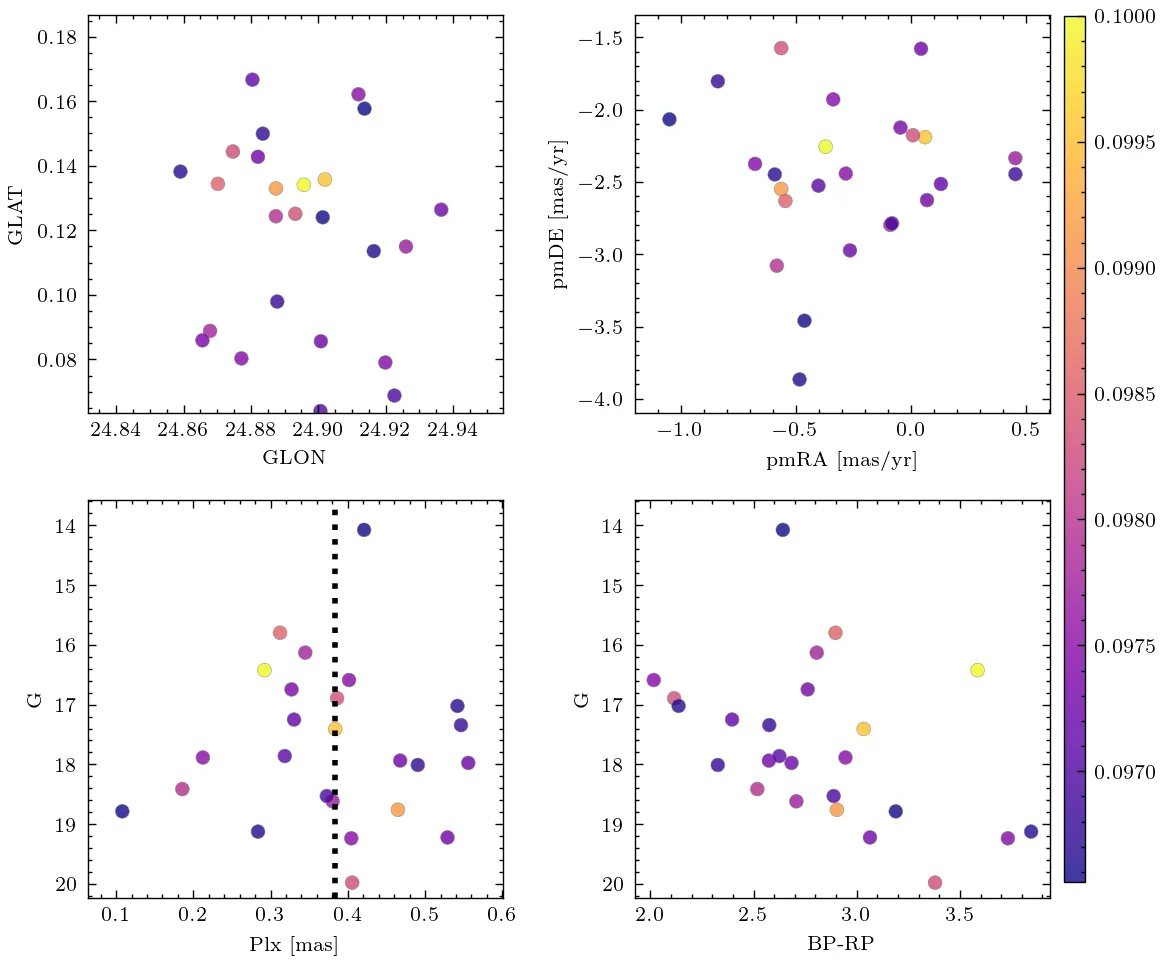 0.18
0.16
0.14
0.12
0.10
0.08
GLAT
24.84 24.86 24.88 24.90 24.92 24.94
GLON
−1.5
−2.0
−2.5
−3.0
−3.5
−4.0
pmDE [mas/yr]
−1.0 −0.5 0.0 0.5
pmRA [mas/yr]
0.1000
0.0995
0.0990
0.0985
0.0980
0.0975
0.0970
14
15
16
17
18
19
20
G
0.1 0.2 0.3 0.4 0.5 0.6
Plx [mas]
14
15
16
17
18
19
20
G
2.0 2.5 3.0 3.5
BP-RP